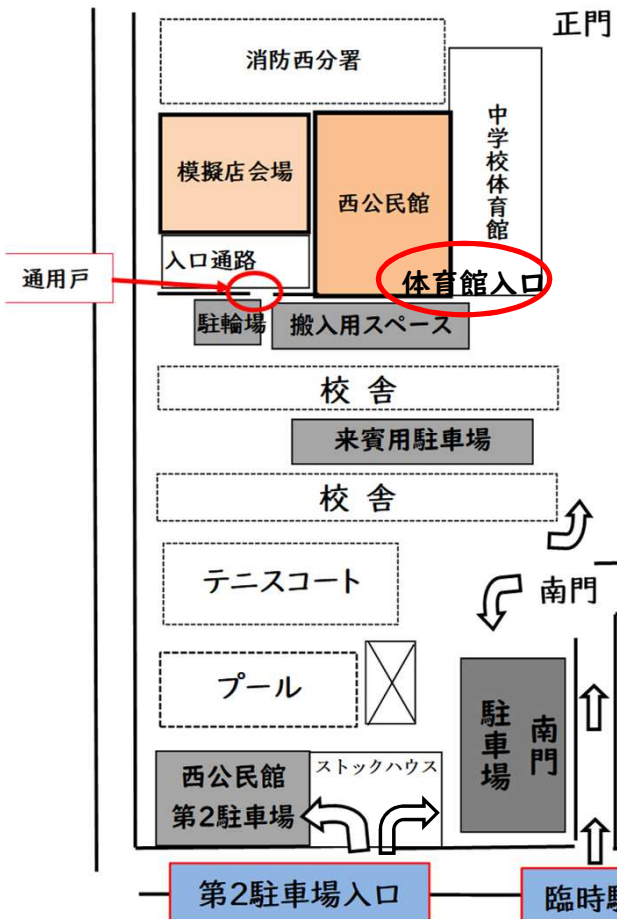 正門
消防西分署
中学校体育館
模擬店会場
西公民館
入口通路
通用戸
体育館入口
駐輪場
搬入用スペース
校舎
来賓用駐車場
校舎
テニスコート
南門
プール
南門
駐車場
ストックハウス
西公民館
第2駐車場
第2駐車場入口
臨時